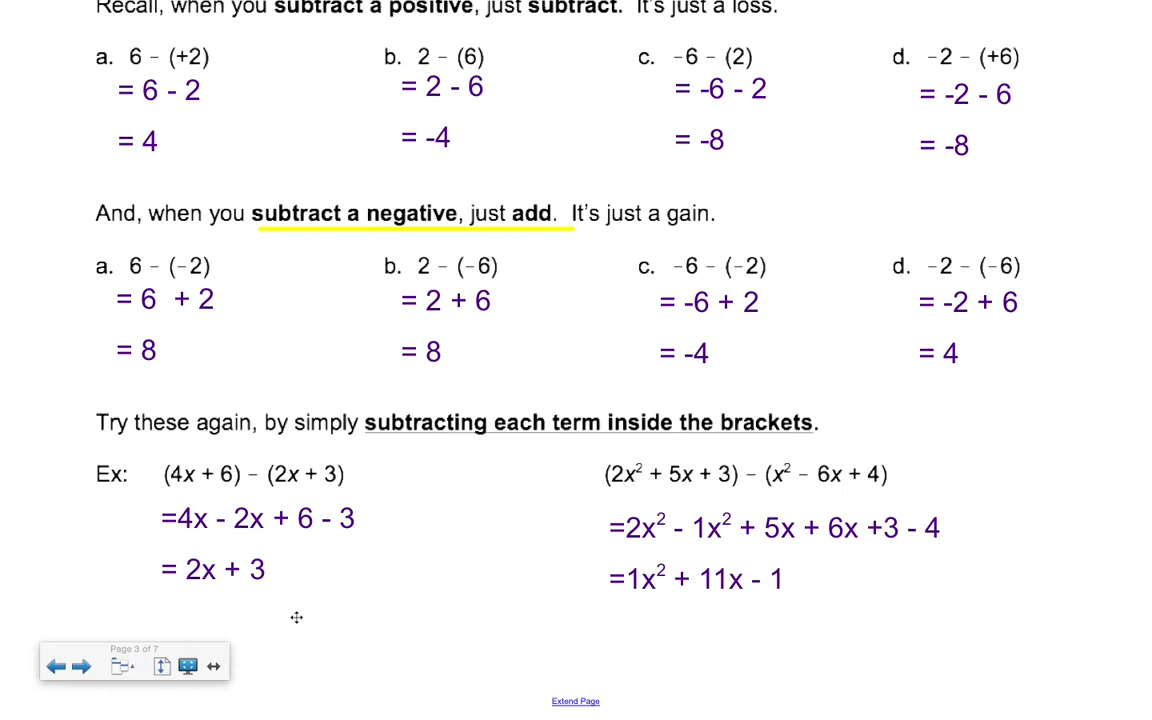 Recall, when you subtract a positive, just subtract. It's just a loss.
a. 6 – (+2) b. 2 – (6) c. –6 – (2) d. –2 – (+6)
= 6 - 2 = 2 - 6 = -6 - 2 = -2 - 6
= 4 = -4 = -8 = -8
And, when you subtract a negative, just add. It's just a gain.
a. 6 – (–2) b. 2 – (–6) c. –6 – (–2) d. –2 – (–6)
= 6 + 2 = 2 + 6 = -6 + 2 = -2 + 6
= 8 = 8 = -4 = 4
Try these again, by simply subtracting each term inside the brackets.
Ex: (4x + 6) – (2x + 3) (2x² + 5x + 3) – (x² – 6x + 4)
=4x - 2x + 6 - 3 =2x² - 1x² + 5x + 6x +3 - 4
= 2x + 3 =1x² + 11x - 1
Page 3 of 7
Extend Page